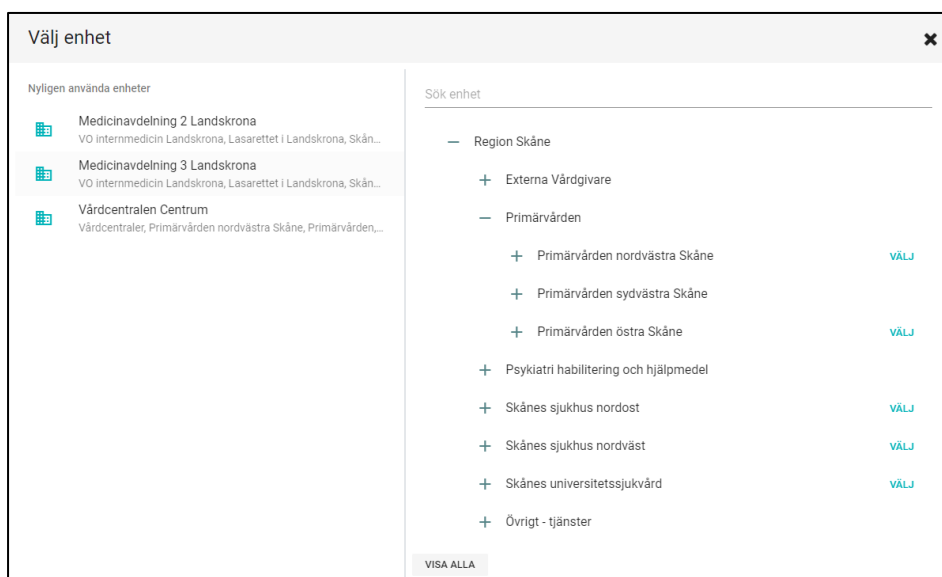 Välj enhet
Nyligen använda enheter
Medicinavdelning 2 Landskrona
VO internmedicin Landskrona, Lasarettet i Landskrona, Skån...
Medicinavdelning 3 Landskrona
VO internmedicin Landskrona, Lasarettet i Landskrona, Skån...
Vårdcentralen Centrum
Vårdcentraler, Primärvården nordvästra Skåne, Primärvården,...
Sök enhet
Region Skåne
Externa Vårdgivare
Primärvården
Primärvården nordvästra Skåne VÄLJ
Primärvården sydvästra Skåne
Primärvården östra Skåne VÄLJ
Psykiatri habilitering och hjälpmedel
Skånes sjukhus nordost VÄLJ
Skånes sjukhus nordväst VÄLJ
Skånes universitetssjukvård VÄLJ
Övrigt - tjänster
VISA ALLA